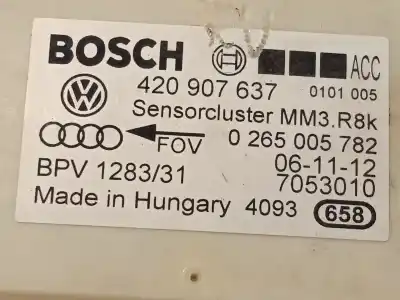 BOSCH ACC
420 907 637 0101 005
Sensorcluster MM3.R8k
FOV 0 265 005 782
BPV 1283/31 06-11-12
7053010
Made in Hungary 4093 658